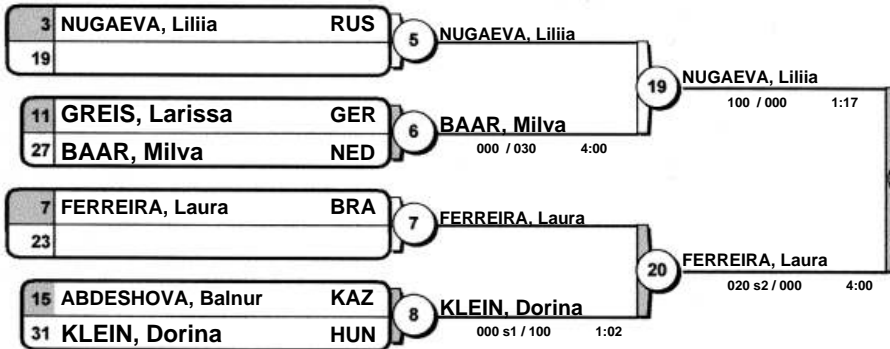 3 NUGAEVA, Liliia RUS
19
5 NUGAEVA, Liliia
11 GREIS, Larissa GER
27 BAAR, Milva NED
6 BAAR, Milva
000 / 030 4:00
19 NUGAEVA, Liliia
100 / 000 1:17
7 FERREIRA, Laura BRA
23
7 FERREIRA, Laura
15 ABDESHOVA, Balnur KAZ
31 KLEIN, Dorina HUN
8 KLEIN, Dorina
000 s1 / 100 1:02
20 FERREIRA, Laura
020 s2 / 000 4:00